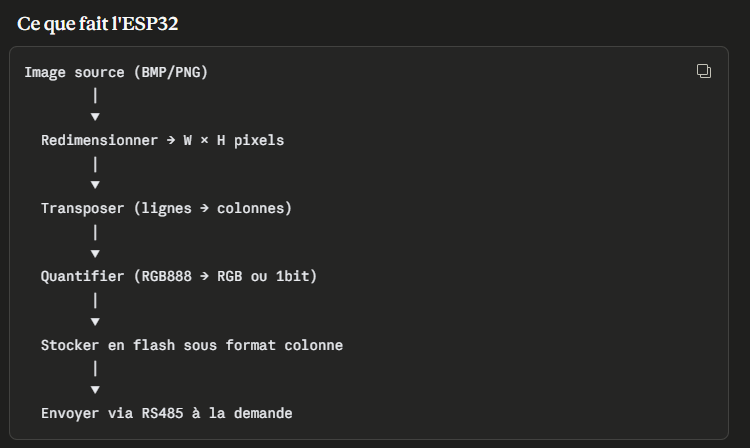 Ce que fait l'ESP32
Image source (BMP/PNG)
|
▼
Redimensionner → W × H pixels
|
▼
Transposer (lignes → colonnes)
|
▼
Quantifier (RGB888 → RGB ou 1bit)
|
▼
Stocker en flash sous format colonne
|
▼
Envoyer via RS485 à la demande